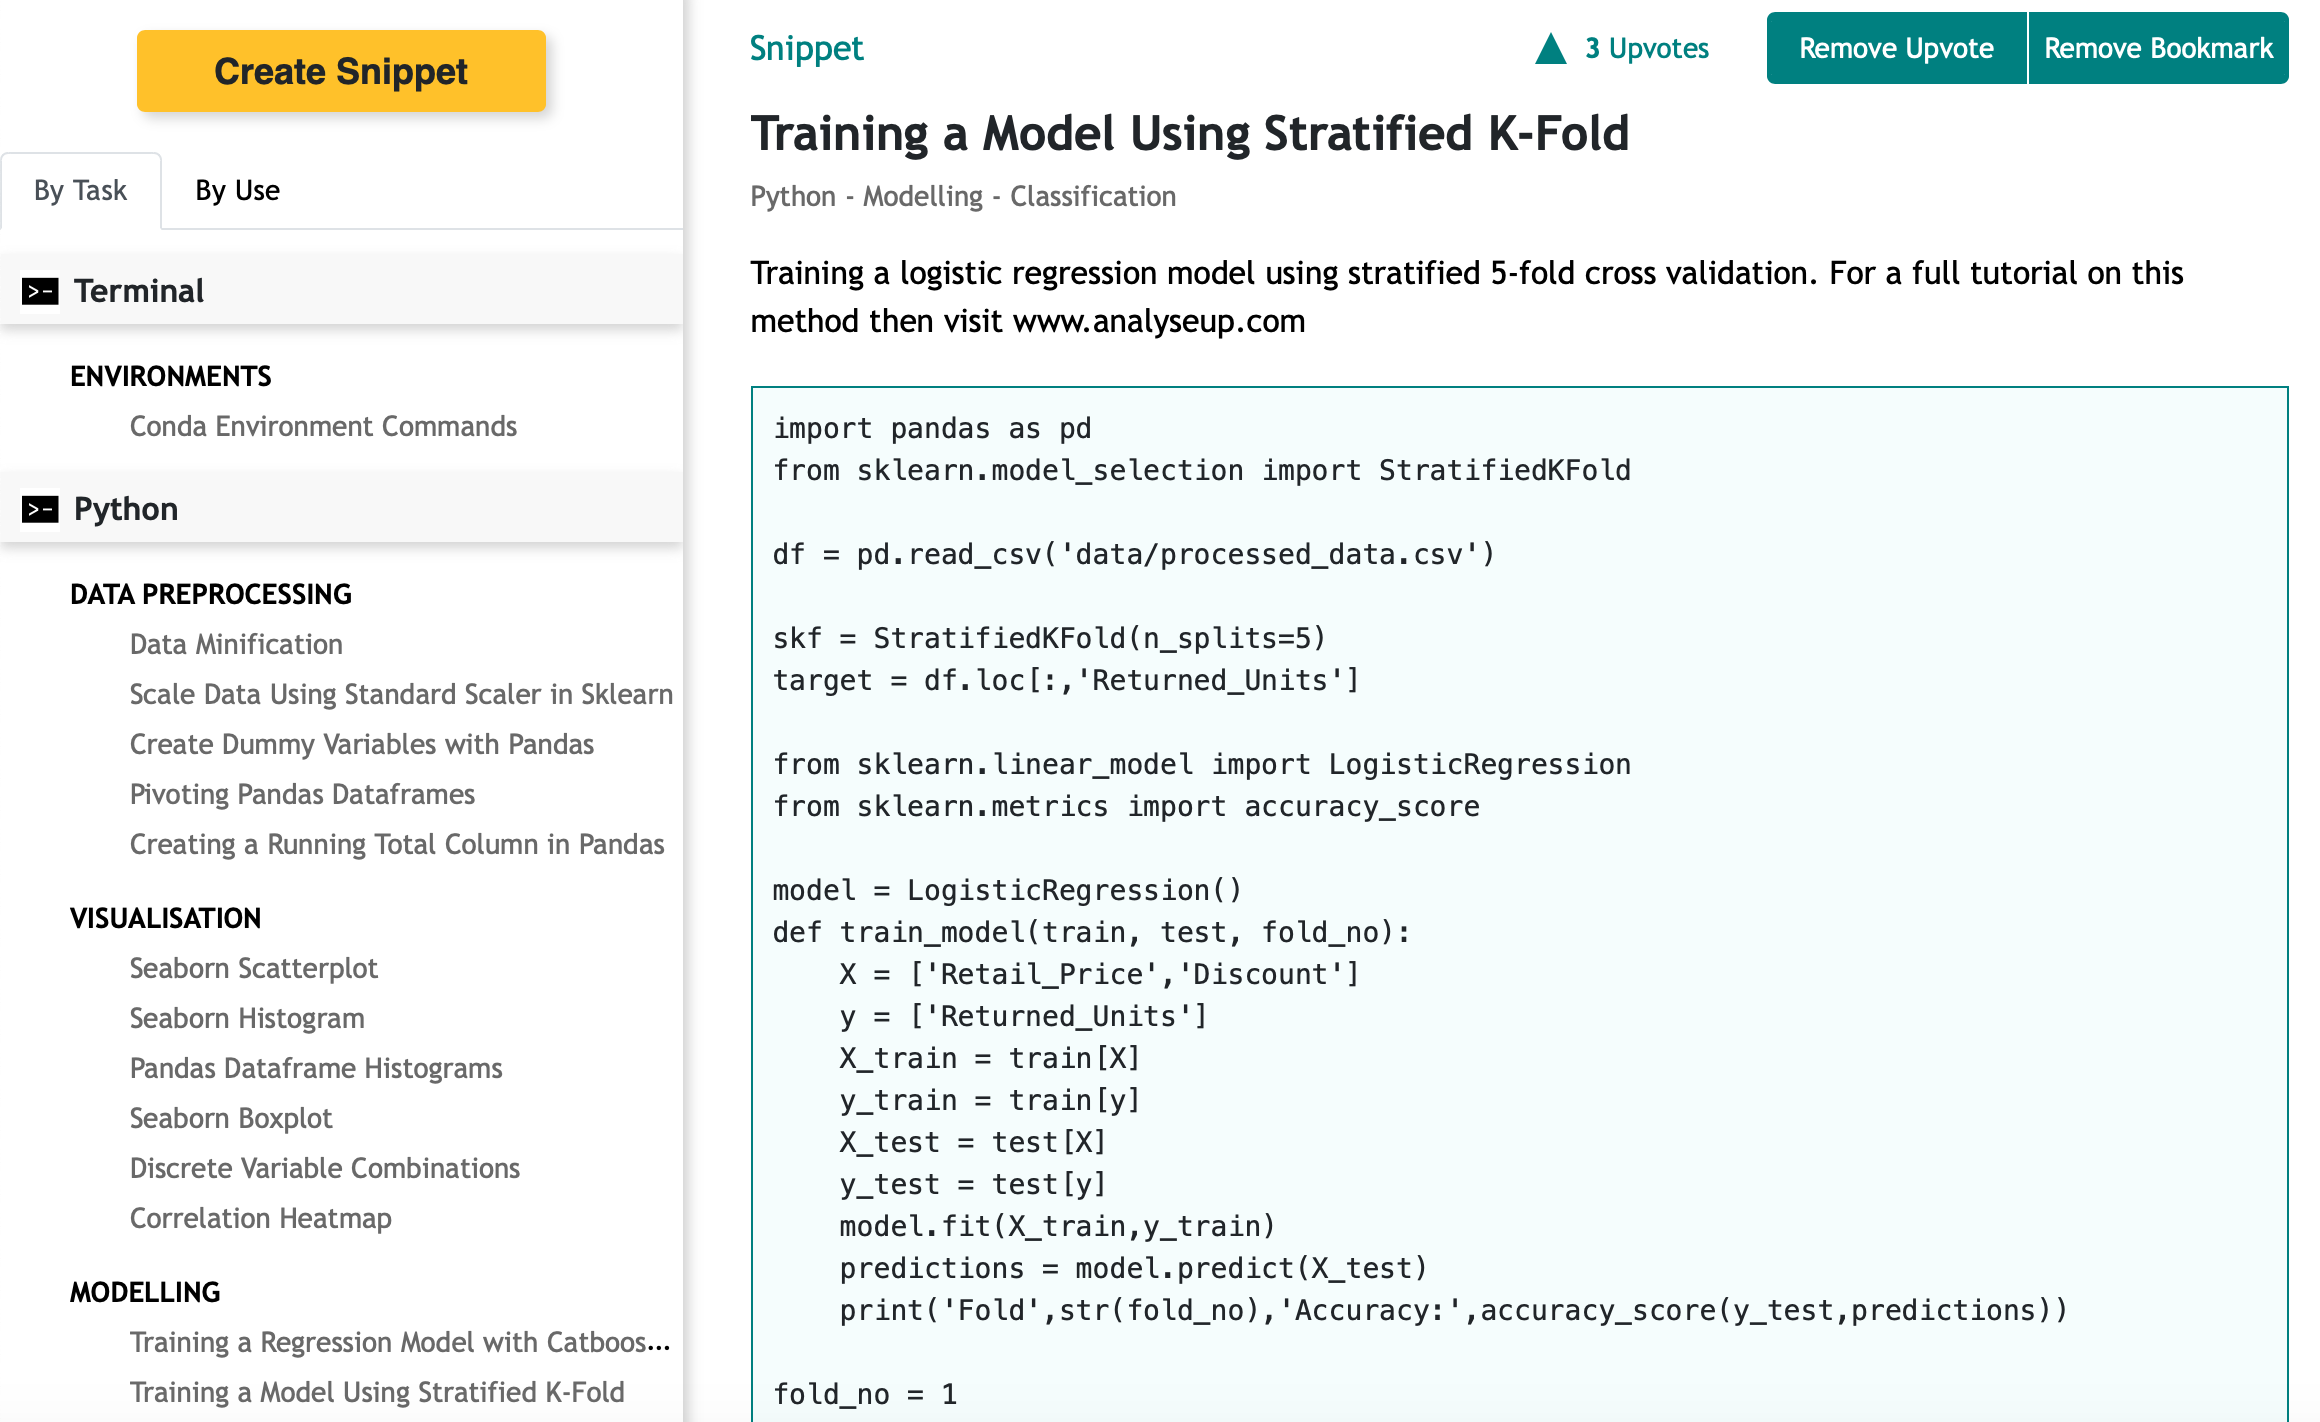 Create Snippet
By Task
By Use
>- Terminal
ENVIRONMENTS
Conda Environment Commands
>- Python
DATA PREPROCESSING
Data Minification
Scale Data Using Standard Scaler in Sklearn
Create Dummy Variables with Pandas
Pivoting Pandas Dataframes
Creating a Running Total Column in Pandas
VISUALISATION
Seaborn Scatterplot
Seaborn Histogram
Pandas Dataframe Histograms
Seaborn Boxplot
Discrete Variable Combinations
Correlation Heatmap
MODELLING
Training a Regression Model with Catboos...
Training a Model Using Stratified K-Fold
Snippet
3 Upvotes
Remove Upvote
Remove Bookmark
Training a Model Using Stratified K-Fold
Python - Modelling - Classification
Training a logistic regression model using stratified 5-fold cross validation. For a full tutorial on this
method then visit www.analyseup.com
import pandas as pd
from sklearn.model_selection import StratifiedKFold
df = pd.read_csv('data/processed_data.csv')
skf = StratifiedKFold(n_splits=5)
target = df.loc[:,'Returned_Units']
from sklearn.linear_model import LogisticRegression
from sklearn.metrics import accuracy_score
model = LogisticRegression()
def train_model(train, test, fold_no):
    X = ['Retail_Price','Discount']
    y = ['Returned_Units']
    X_train = train[X]
    y_train = train[y]
    X_test = test[X]
    y_test = test[y]
    model.fit(X_train,y_train)
    predictions = model.predict(X_test)
    print('Fold',str(fold_no),'Accuracy:',accuracy_score(y_test,predictions))
fold_no = 1